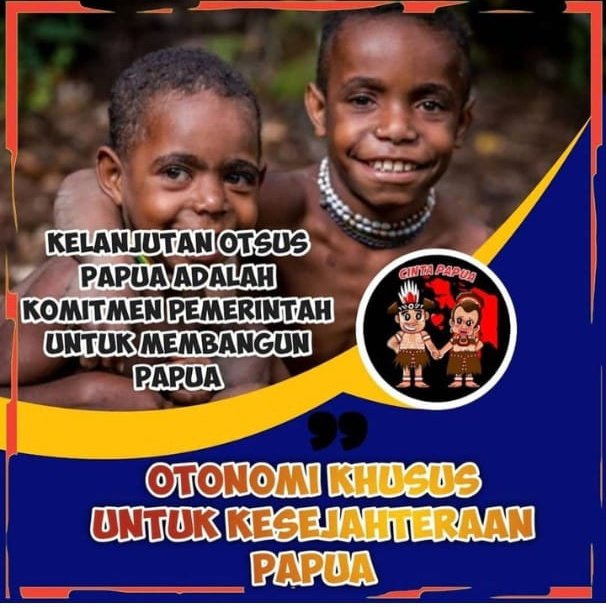 KELANJUTAN OTSUS
PAPUA ADALAH
KOMITMEN PEMERINTAH
UNTUK MEMBANGUN
PAPUA
CINTA PAPUA
”
OTONOMI KHUSUS
UNTUK KESEJAHTERAAN
PAPUA